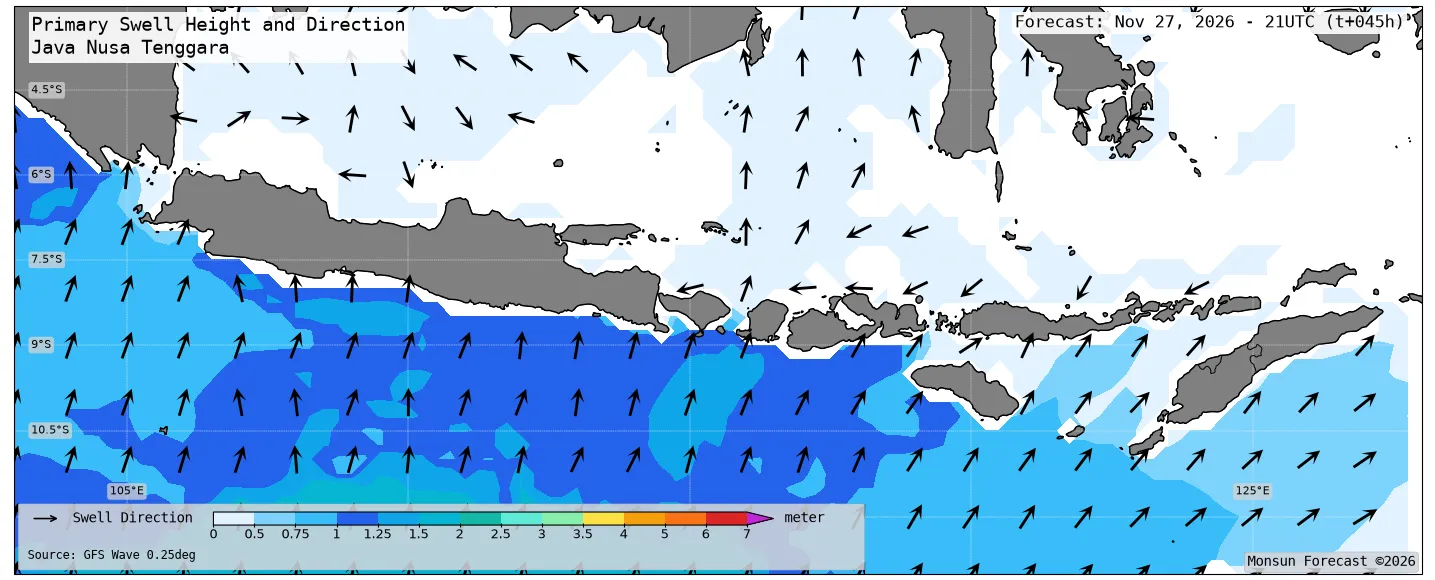 Primary Swell Height and Direction
Java Nusa Tenggara
Forecast: Nov 27, 2026 - 21UTC (t+045h)
4.5°S
6°S
7.5°S
9°S
10.5°S
105°E
125°E
Swell Direction
0 0.5 0.75 1 1.25 1.5 2 2.5 3 3.5 4 5 6 7
meter
Source: GFS Wave 0.25deg
Monsun Forecast ©2026